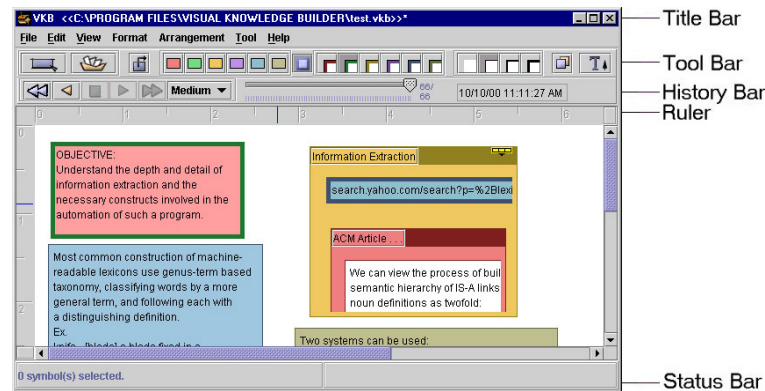 VKB <<C:\PROGRAM FILES\VISUAL KNOWLEDGE BUILDER\test.vkb>>*
Title Bar
File Edit View Format Arrangement Tool Help
Tool Bar
T
Medium
66/
66
10/10/00 11:11:27 AM
History Bar
Ruler
0 1 2 3 4 5 6
0
1
2
OBJECTIVE:
Understand the depth and detail of
information extraction and the
necessary constructs involved in the
automation of such a program.
Most common construction of machine-
readable lexicons use genus-term based
taxonomy, classifying words by a more
general term, and following each with
a distinguishing definition.
Ex.
Information Extraction
search.yahoo.com/search?p=%2Blexi
ACM Article . . .
We can view the process of buil
semantic hierarchy of IS-A links
noun definitions as twofold:
Two systems can be used:
0 symbol(s) selected.
Status Bar